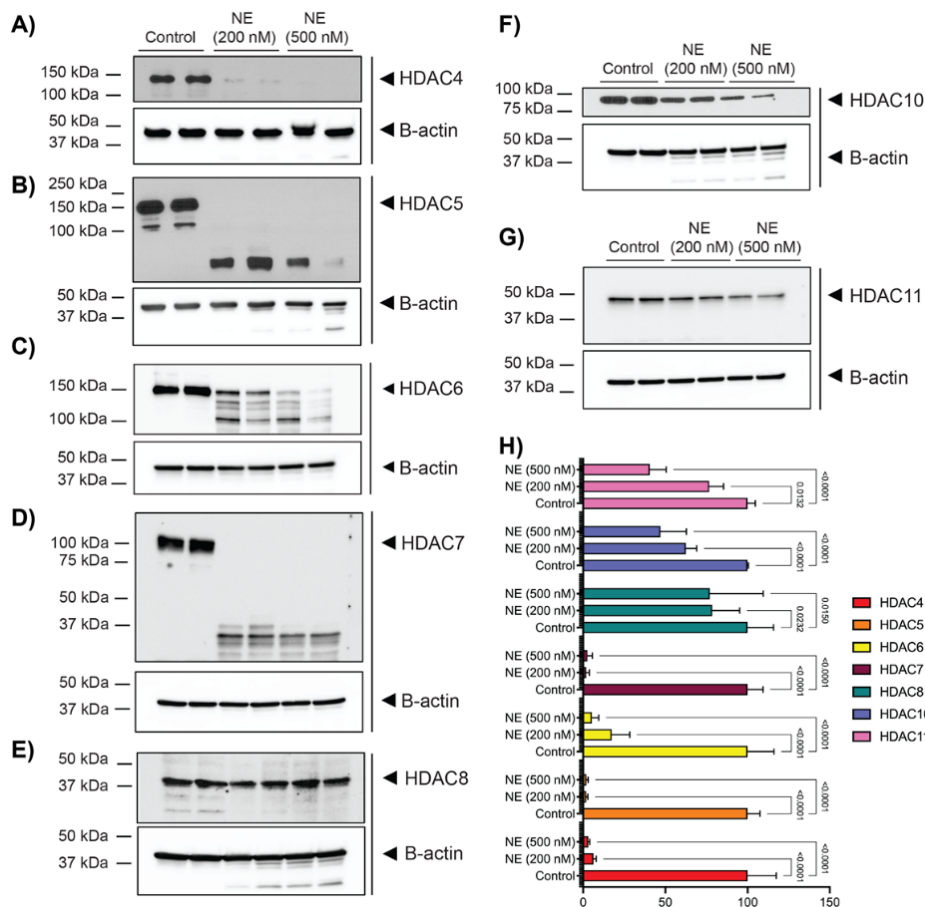 A)
Control
NE
(200 nM)
NE
(500 nM)
150 kDa
100 kDa
HDAC4
50 kDa
37 kDa
B-actin
B)
250 kDa
150 kDa
100 kDa
HDAC5
50 kDa
37 kDa
B-actin
C)
150 kDa
100 kDa
HDAC6
50 kDa
37 kDa
B-actin
D)
100 kDa
75 kDa
50 kDa
37 kDa
HDAC7
50 kDa
37 kDa
B-actin
E)
50 kDa
37 kDa
HDAC8
50 kDa
37 kDa
B-actin
F)
Control
NE
(200 nM)
NE
(500 nM)
100 kDa
75 kDa
HDAC10
50 kDa
37 kDa
B-actin
G)
Control
NE
(200 nM)
NE
(500 nM)
50 kDa
37 kDa
HDAC11
50 kDa
37 kDa
B-actin
H)
NE (500 nM)
NE (200 nM)
Control
0.0132
<0.0001
NE (500 nM)
NE (200 nM)
Control
<0.0001
<0.0001
NE (500 nM)
NE (200 nM)
Control
0.0232
0.0150
NE (500 nM)
NE (200 nM)
Control
<0.0001
<0.0001
NE (500 nM)
NE (200 nM)
Control
<0.0001
<0.0001
NE (500 nM)
NE (200 nM)
Control
<0.0001
<0.0001
NE (500 nM)
NE (200 nM)
Control
<0.0001
<0.0001
0 50 100 150
HDAC4
HDAC5
HDAC6
HDAC7
HDAC8
HDAC10
HDAC11